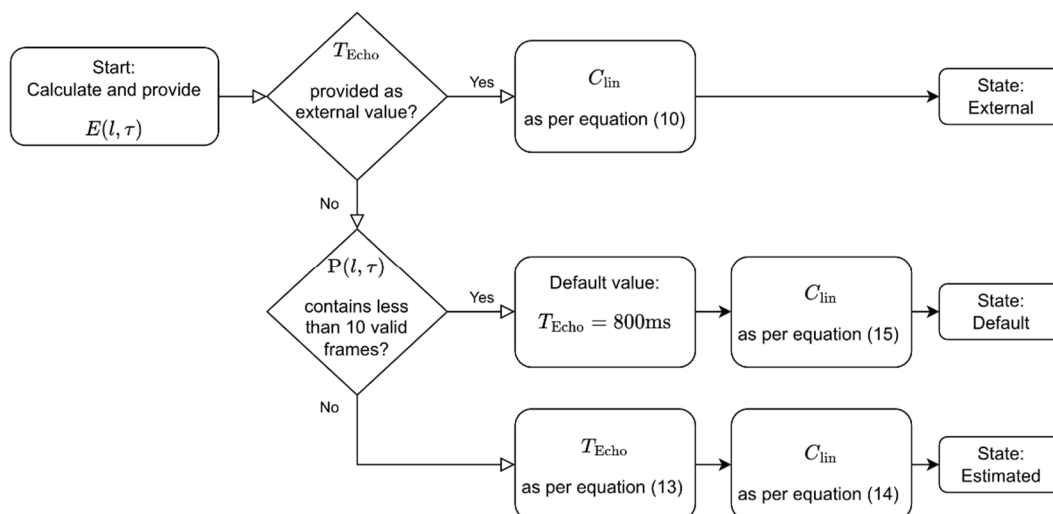 Start:
Calculate and provide
E(l, τ)
T_Echo
provided as
external value?
Yes
C_lin
as per equation (10)
State:
External
No
P(l, τ)
contains less
than 10 valid
frames?
Yes
Default value:
T_Echo = 800ms
C_lin
as per equation (15)
State:
Default
No
T_Echo
as per equation (13)
C_lin
as per equation (14)
State:
Estimated